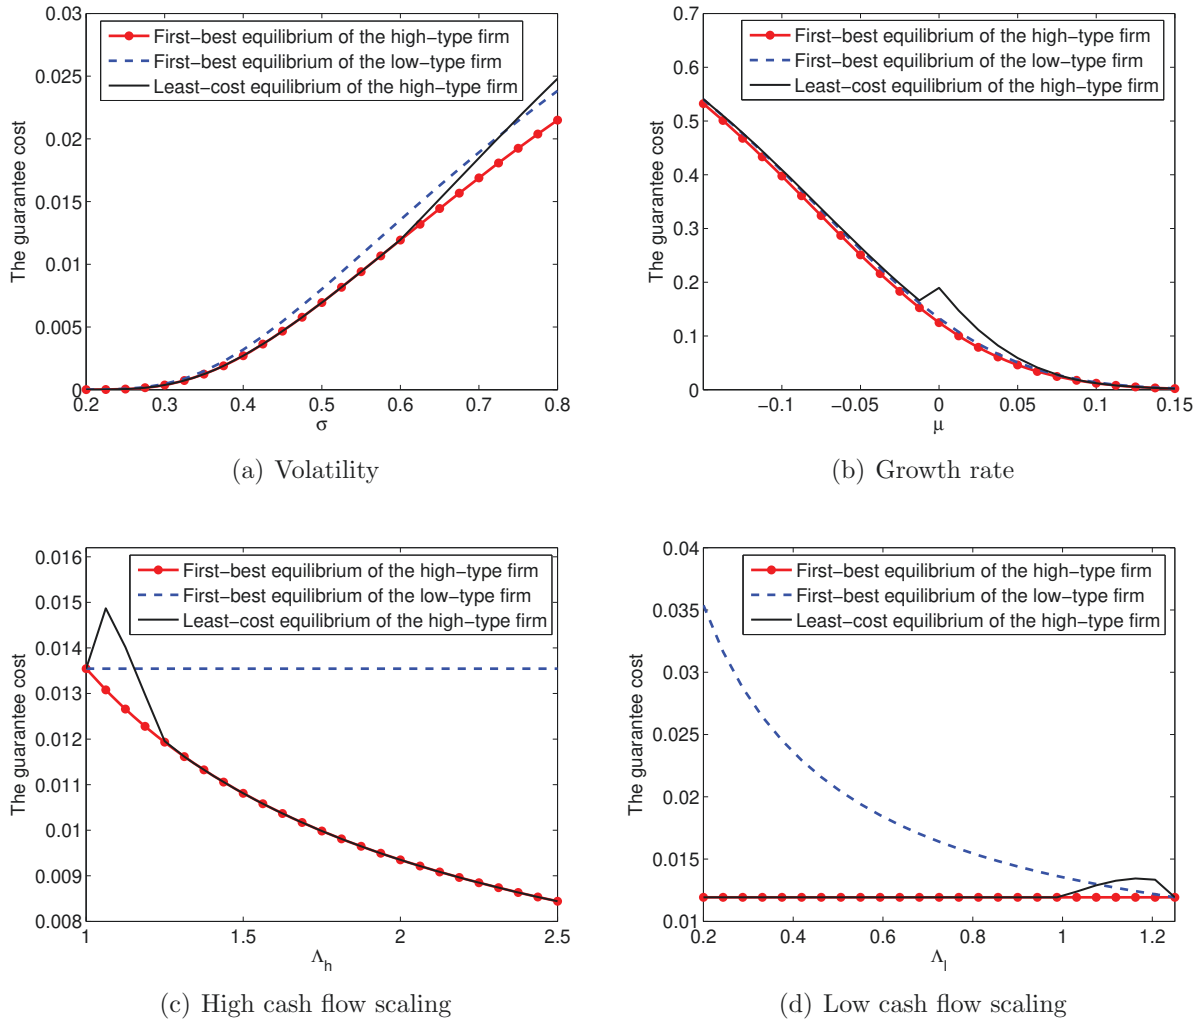 First−best equilibrium of the high−type firm
First−best equilibrium of the low−type firm
Least−cost equilibrium of the high−type firm
0.03
0.025
0.02
0.015
0.01
0.005
0
The guarantee cost
0.2 0.3 0.4 0.5 0.6 0.7 0.8
σ
(a) Volatility
First−best equilibrium of the high−type firm
First−best equilibrium of the low−type firm
Least−cost equilibrium of the high−type firm
0.7
0.6
0.5
0.4
0.3
0.2
0.1
0
The guarantee cost
−0.1 −0.05 0 0.05 0.1 0.15
μ
(b) Growth rate
First−best equilibrium of the high−type firm
First−best equilibrium of the low−type firm
Least−cost equilibrium of the high−type firm
0.016
0.015
0.014
0.013
0.012
0.011
0.01
0.009
0.008
The guarantee cost
1 1.5 2 2.5
Λh
(c) High cash flow scaling
First−best equilibrium of the high−type firm
First−best equilibrium of the low−type firm
Least−cost equilibrium of the high−type firm
0.04
0.035
0.03
0.025
0.02
0.015
0.01
The guarantee cost
0.2 0.4 0.6 0.8 1 1.2
Λl
(d) Low cash flow scaling